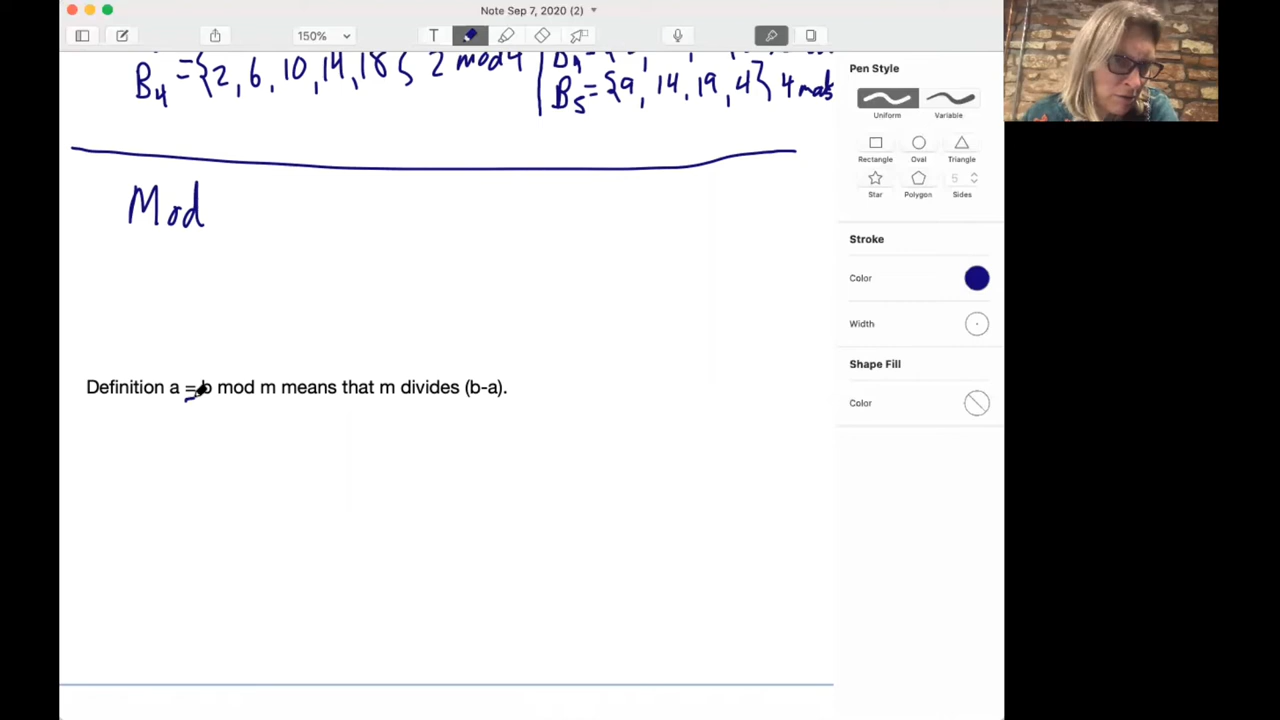 Note Sep 7, 2020 (2)
150%
T
B4 = {2, 6, 10, 14, 18} 2 mod 4
B5 = {9, 14, 19, 4} 4 mod 5
Mod
Definition a = b mod m means that m divides (b-a).
Pen Style
Uniform Variable
Rectangle Oval Triangle
5
Star Polygon Sides
Stroke
Color
Width
Shape Fill
Color